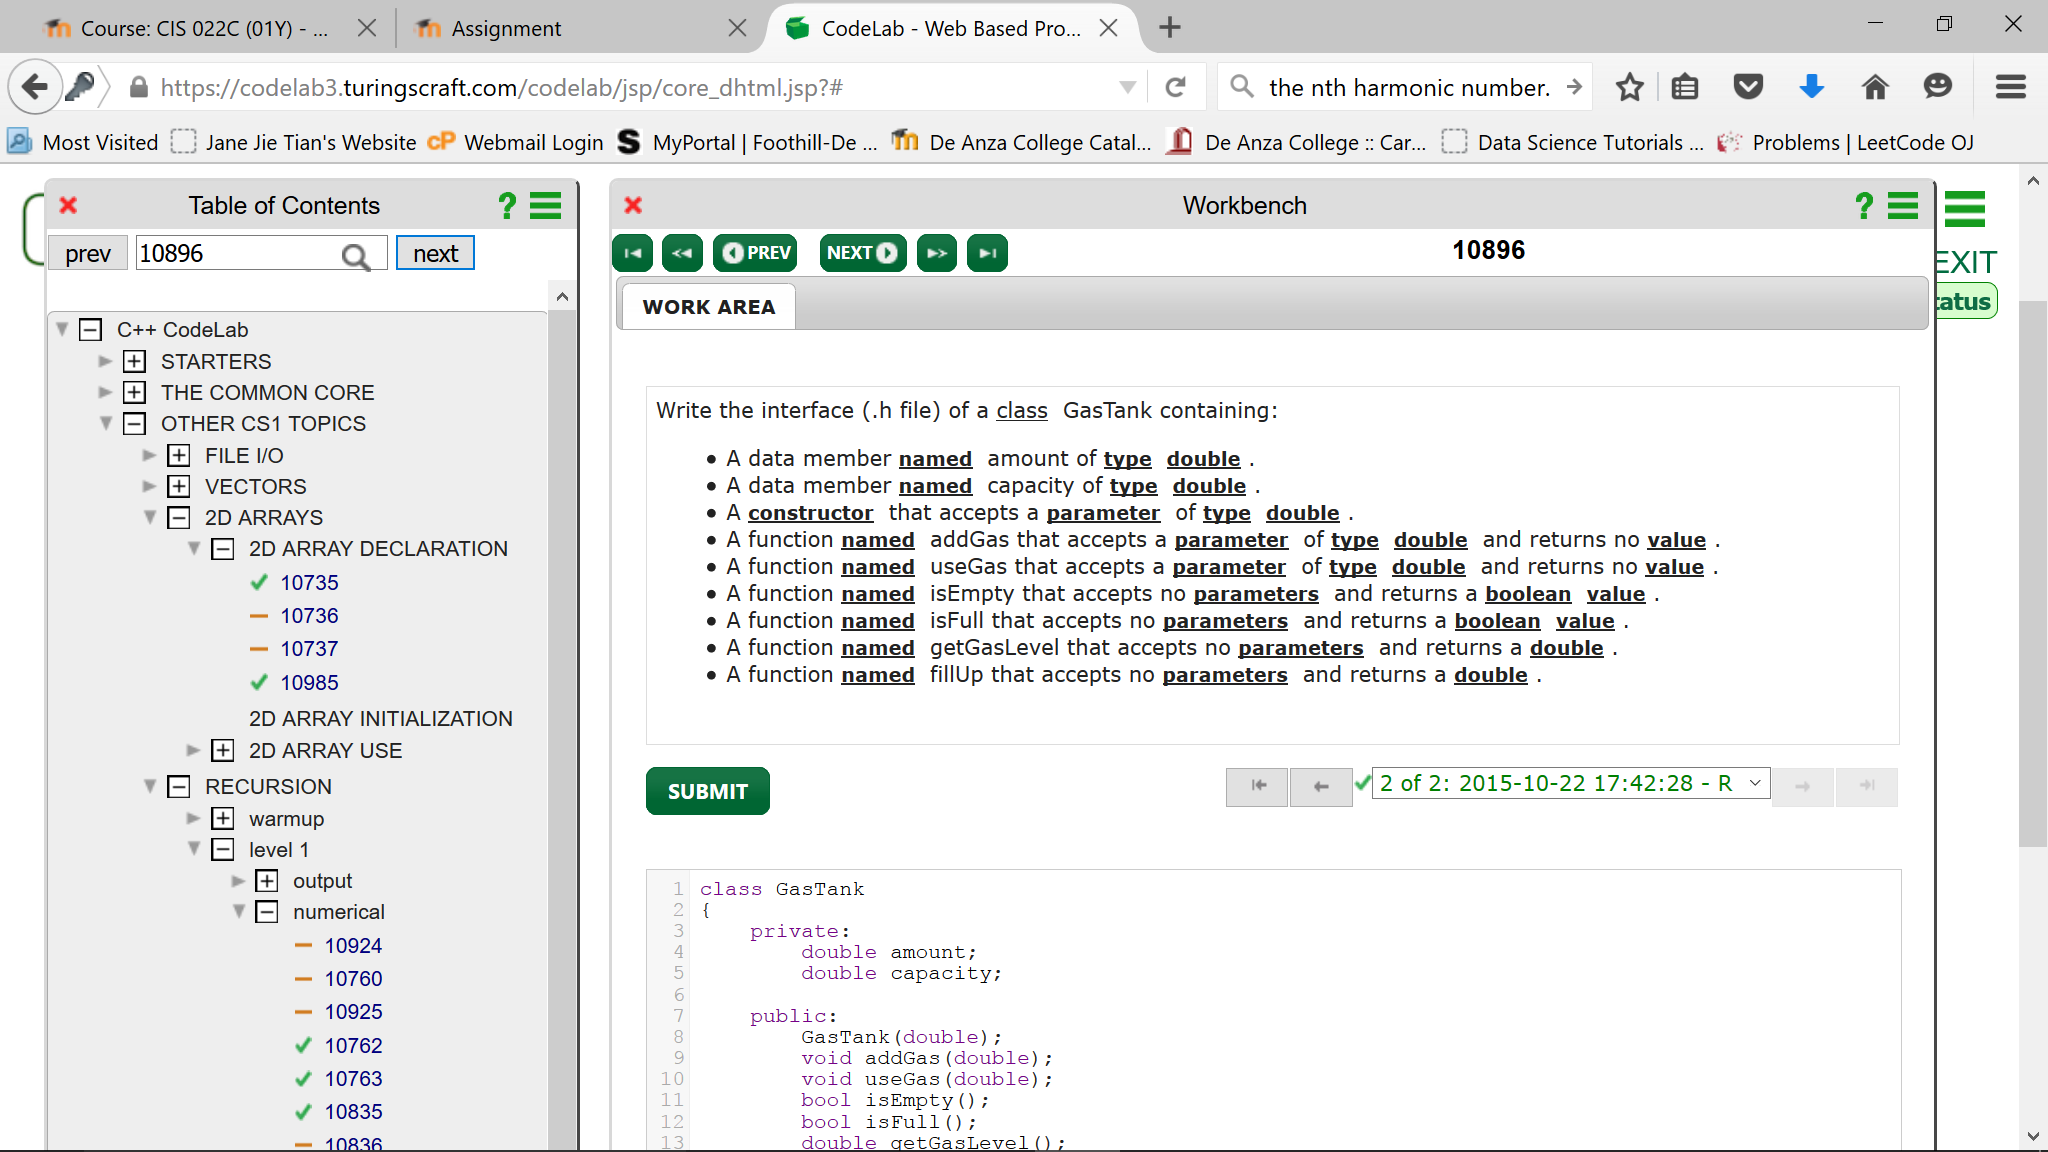 Course: CIS 022C (01Y) - ...
Assignment
CodeLab - Web Based Pro...
https://codelab3.turingscraft.com/codelab/jsp/core_dhtml.jsp?#
the nth harmonic number.
Most Visited
Jane Jie Tian's Website
cP Webmail Login
S MyPortal | Foothill-De ...
De Anza College Catal...
De Anza College :: Car...
Data Science Tutorials ...
Problems | LeetCode OJ
Table of Contents
?
prev
10896
next
C++ CodeLab
STARTERS
THE COMMON CORE
OTHER CS1 TOPICS
FILE I/O
VECTORS
2D ARRAYS
2D ARRAY DECLARATION
10735
10736
10737
10985
2D ARRAY INITIALIZATION
2D ARRAY USE
RECURSION
warmup
level 1
output
numerical
10924
10760
10925
10762
10763
10835
10836
Workbench
?
PREV
NEXT
10896
EXIT
tatus
WORK AREA
Write the interface (.h file) of a class GasTank containing:
• A data member named amount of type double .
• A data member named capacity of type double .
• A constructor that accepts a parameter of type double .
• A function named addGas that accepts a parameter of type double and returns no value .
• A function named useGas that accepts a parameter of type double and returns no value .
• A function named isEmpty that accepts no parameters and returns a boolean value .
• A function named isFull that accepts no parameters and returns a boolean value .
• A function named getGasLevel that accepts no parameters and returns a double .
• A function named fillUp that accepts no parameters and returns a double .
SUBMIT
2 of 2: 2015-10-22 17:42:28 - R
1 class GasTank
2 {
3 private:
4 double amount;
5 double capacity;
6
7 public:
8 GasTank(double);
9 void addGas(double);
10 void useGas(double);
11 bool isEmpty();
12 bool isFull();
13 double getGasLevel();